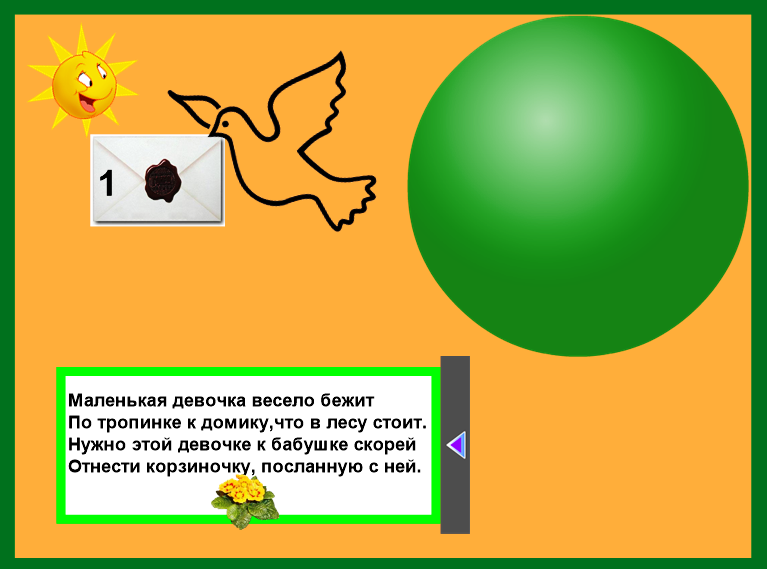 1
Маленькая девочка весело бежит
По тропинке к домику,что в лесу стоит.
Нужно этой девочке к бабушке скорей
Отнести корзиночку, посланную с ней.